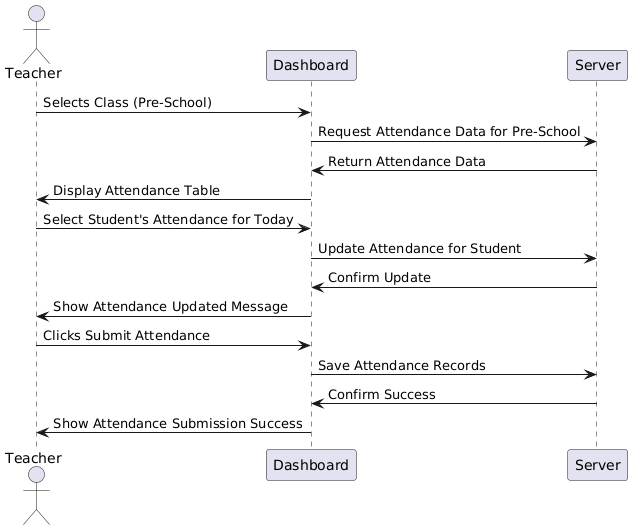 Teacher
Dashboard
Server
Selects Class (Pre-School)
Request Attendance Data for Pre-School
Return Attendance Data
Display Attendance Table
Select Student's Attendance for Today
Update Attendance for Student
Confirm Update
Show Attendance Updated Message
Clicks Submit Attendance
Save Attendance Records
Confirm Success
Show Attendance Submission Success
Teacher
Dashboard
Server